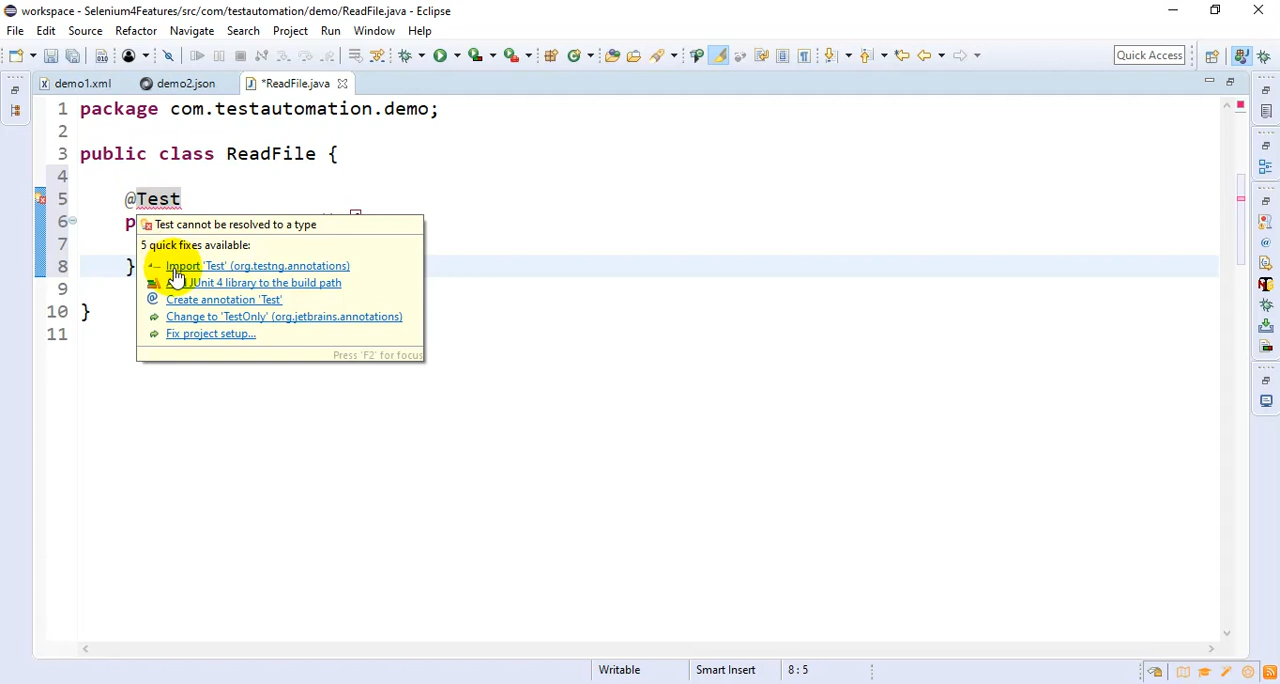 workspace - Selenium4Features/src/com/testautomation/demo/ReadFile.java - Eclipse
File Edit Source Refactor Navigate Search Project Run Window Help
Quick Access
demo1.xml demo2.json *ReadFile.java
1 package com.testautomation.demo;
2
3 public class ReadFile {
4
5 @Test
6 p
Test cannot be resolved to a type
7
5 quick fixes available:
8 }
Import 'Test' (org.testng.annotations)
JUnit 4 library to the build path
9
Create annotation 'Test'
10 }
Change to 'TestOnly' (org.jetbrains.annotations)
11
Fix project setup...
Press 'F2' for focus
Writable Smart Insert 8:5